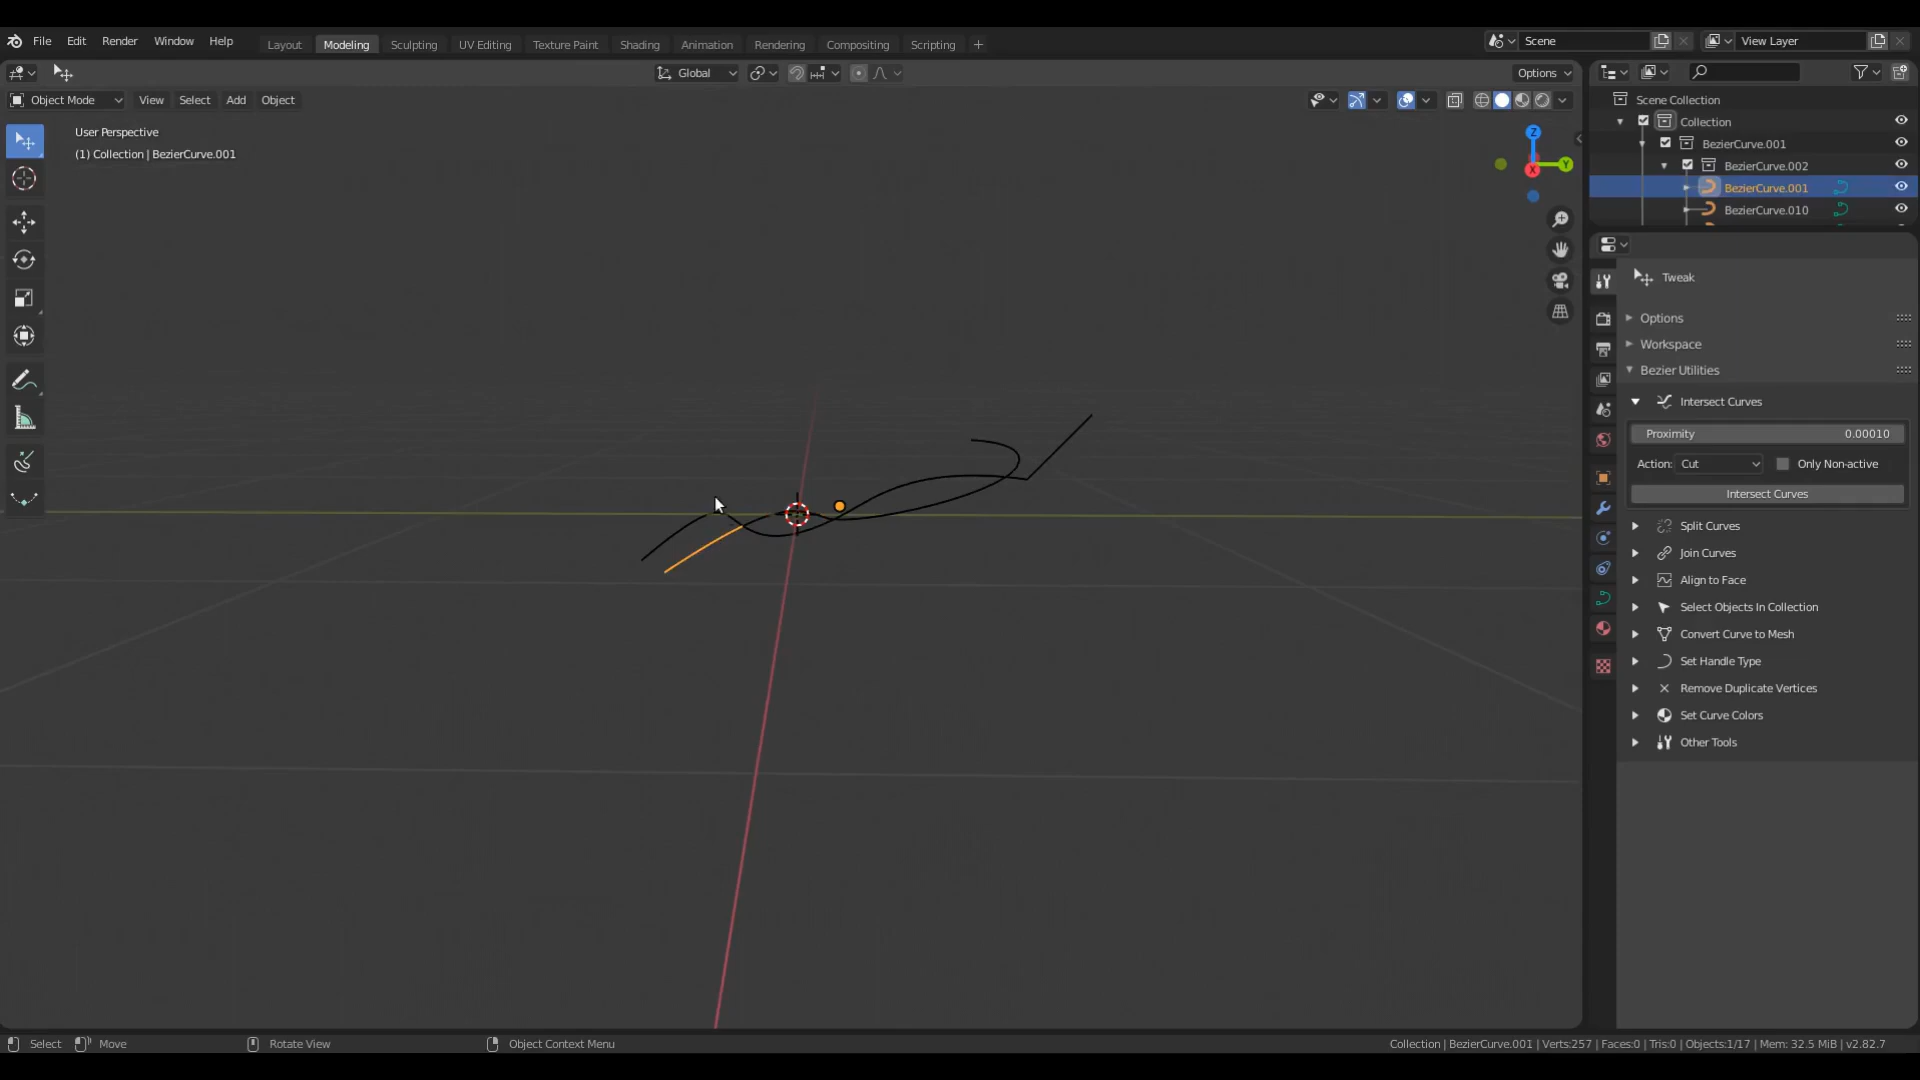 File Edit Render Window Help Layout Modeling Sculpting UV Editing Texture Paint Shading Animation Rendering Compositing Scripting + Scene View Layer
Global Options
Object Mode View Select Add Object
User Perspective
(1) Collection | BezierCurve.001
Z
Y
X
Scene Collection
Collection
BezierCurve.001
BezierCurve.002
BezierCurve.001
BezierCurve.010
Tweak
Options
Workspace
Bezier Utilities
Intersect Curves
Proximity 0.00010
Action: Cut Only Non-active
Intersect Curves
Split Curves
Join Curves
Align to Face
Select Objects In Collection
Convert Curve to Mesh
Set Handle Type
Remove Duplicate Vertices
Set Curve Colors
Other Tools
Select Move Rotate View Object Context Menu Collection | BezierCurve.001 | Verts:257 | Faces:0 | Tris:0 | Objects:1/17 | Mem: 32.5 MiB | v2.82.7